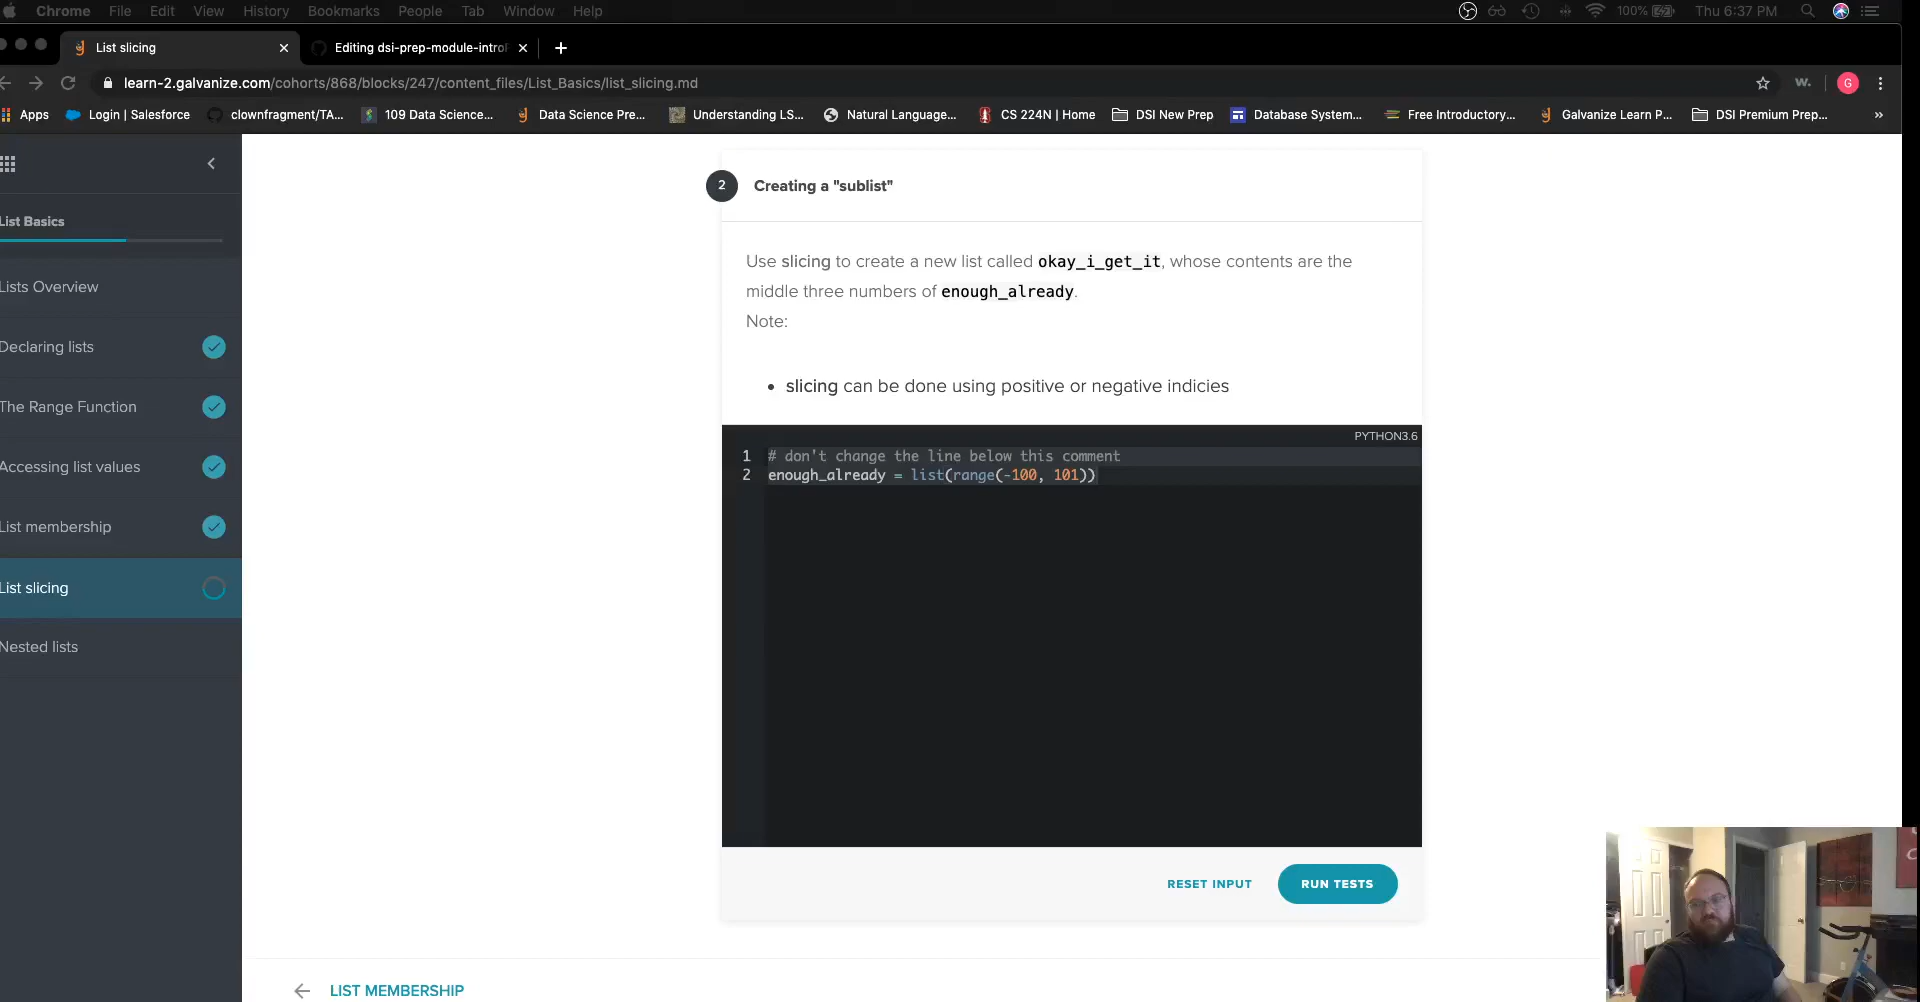 Chrome File Edit View History Bookmarks People Tab Window Help 100% Thu 6:37 PM
List slicing Editing dsi-prep-module-introl
learn-2.galvanize.com/cohorts/868/blocks/247/content_files/List_Basics/list_slicing.md W. G
Apps Login | Salesforce clownfragment/TA... 109 Data Science... Data Science Pre... Understanding LS... Natural Language... CS 224N | Home DSI New Prep Database System... Free Introductory... Galvanize Learn P... DSI Premium Prep... »
List Basics
Lists Overview
Declaring lists
The Range Function
Accessing list values
List membership
List slicing
Nested lists
2 Creating a "sublist"
Use slicing to create a new list called okay_i_get_it, whose contents are the
middle three numbers of enough_already.
Note:
• slicing can be done using positive or negative indicies
PYTHON3.6
1 # don't change the line below this comment
2 enough_already = list(range(-100, 101))
RESET INPUT RUN TESTS
← LIST MEMBERSHIP